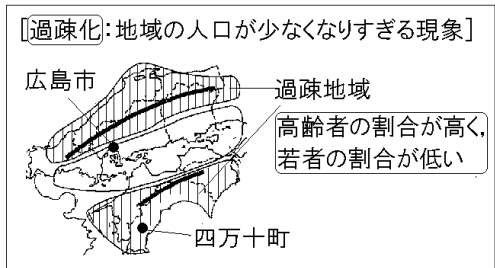 [過疎化:地域の人口が少なくなりすぎる現象]
広島市
過疎地域
高齢者の割合が高く,
若者の割合が低い
四万十町